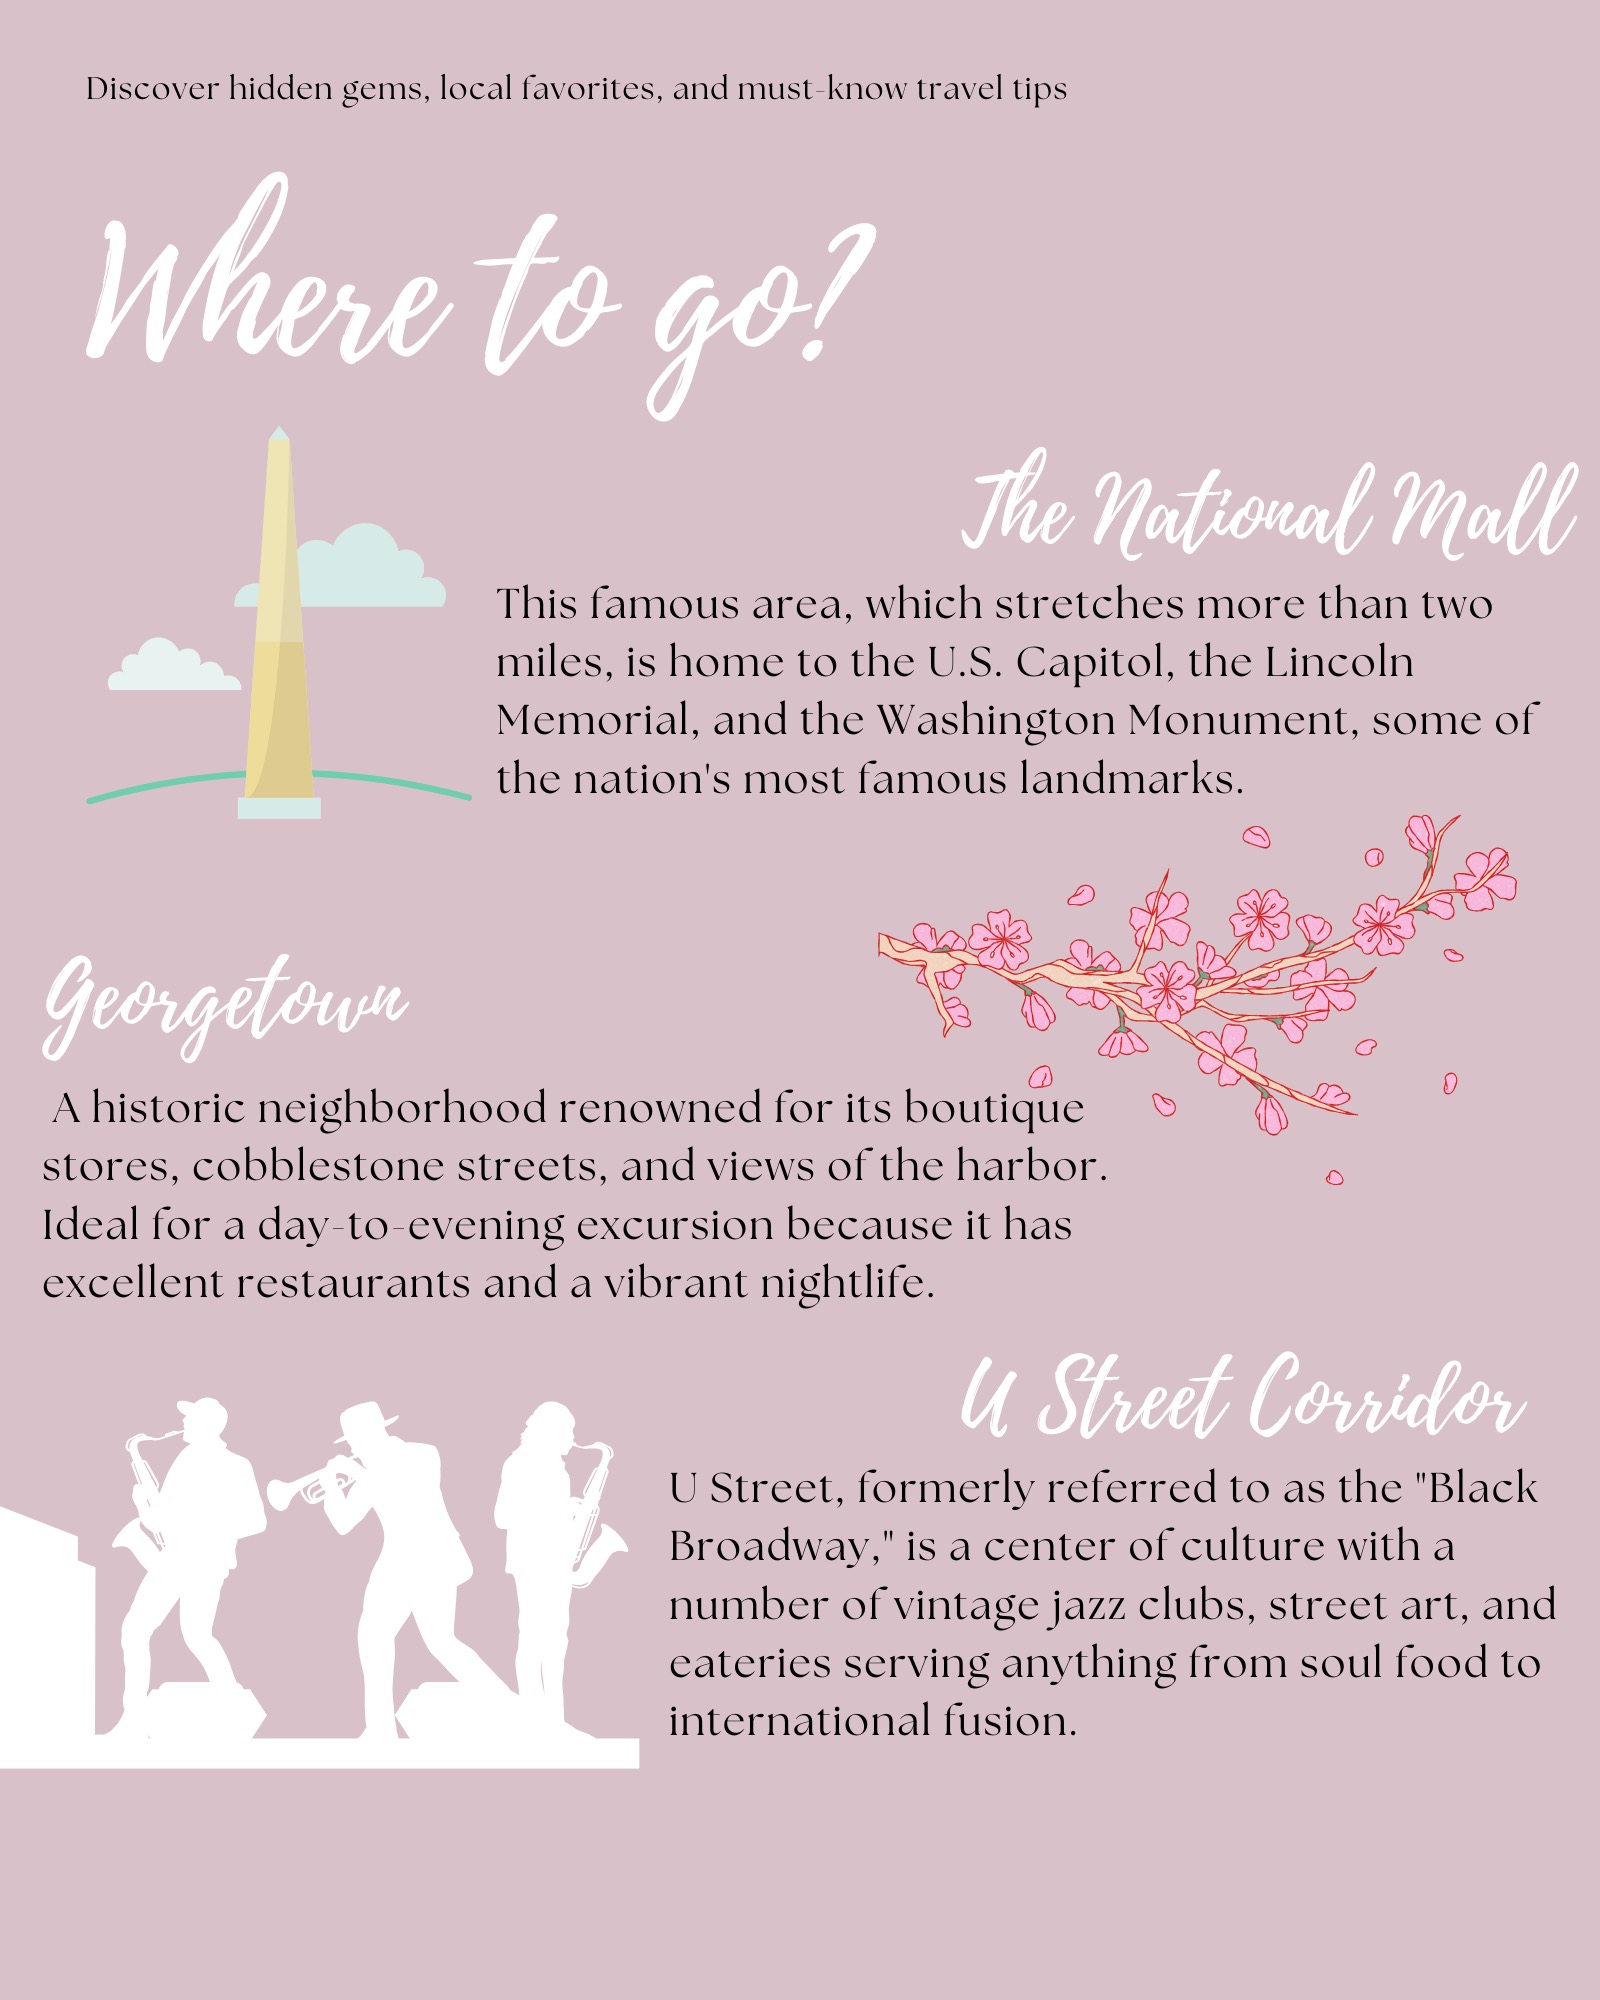 Discover hidden gems, local favorites, and must-know travel tips
Where to go?
The National Mall
This famous area, which stretches more than two
miles, is home to the U.S. Capitol, the Lincoln
Memorial, and the Washington Monument, some of
the nation's most famous landmarks.
Georgetown
A historic neighborhood renowned for its boutique
stores, cobblestone streets, and views of the harbor.
Ideal for a day-to-evening excursion because it has
excellent restaurants and a vibrant nightlife.
U Street Corridor
U Street, formerly referred to as the "Black
Broadway," is a center of culture with a
number of vintage jazz clubs, street art, and
eateries serving anything from soul food to
international fusion.